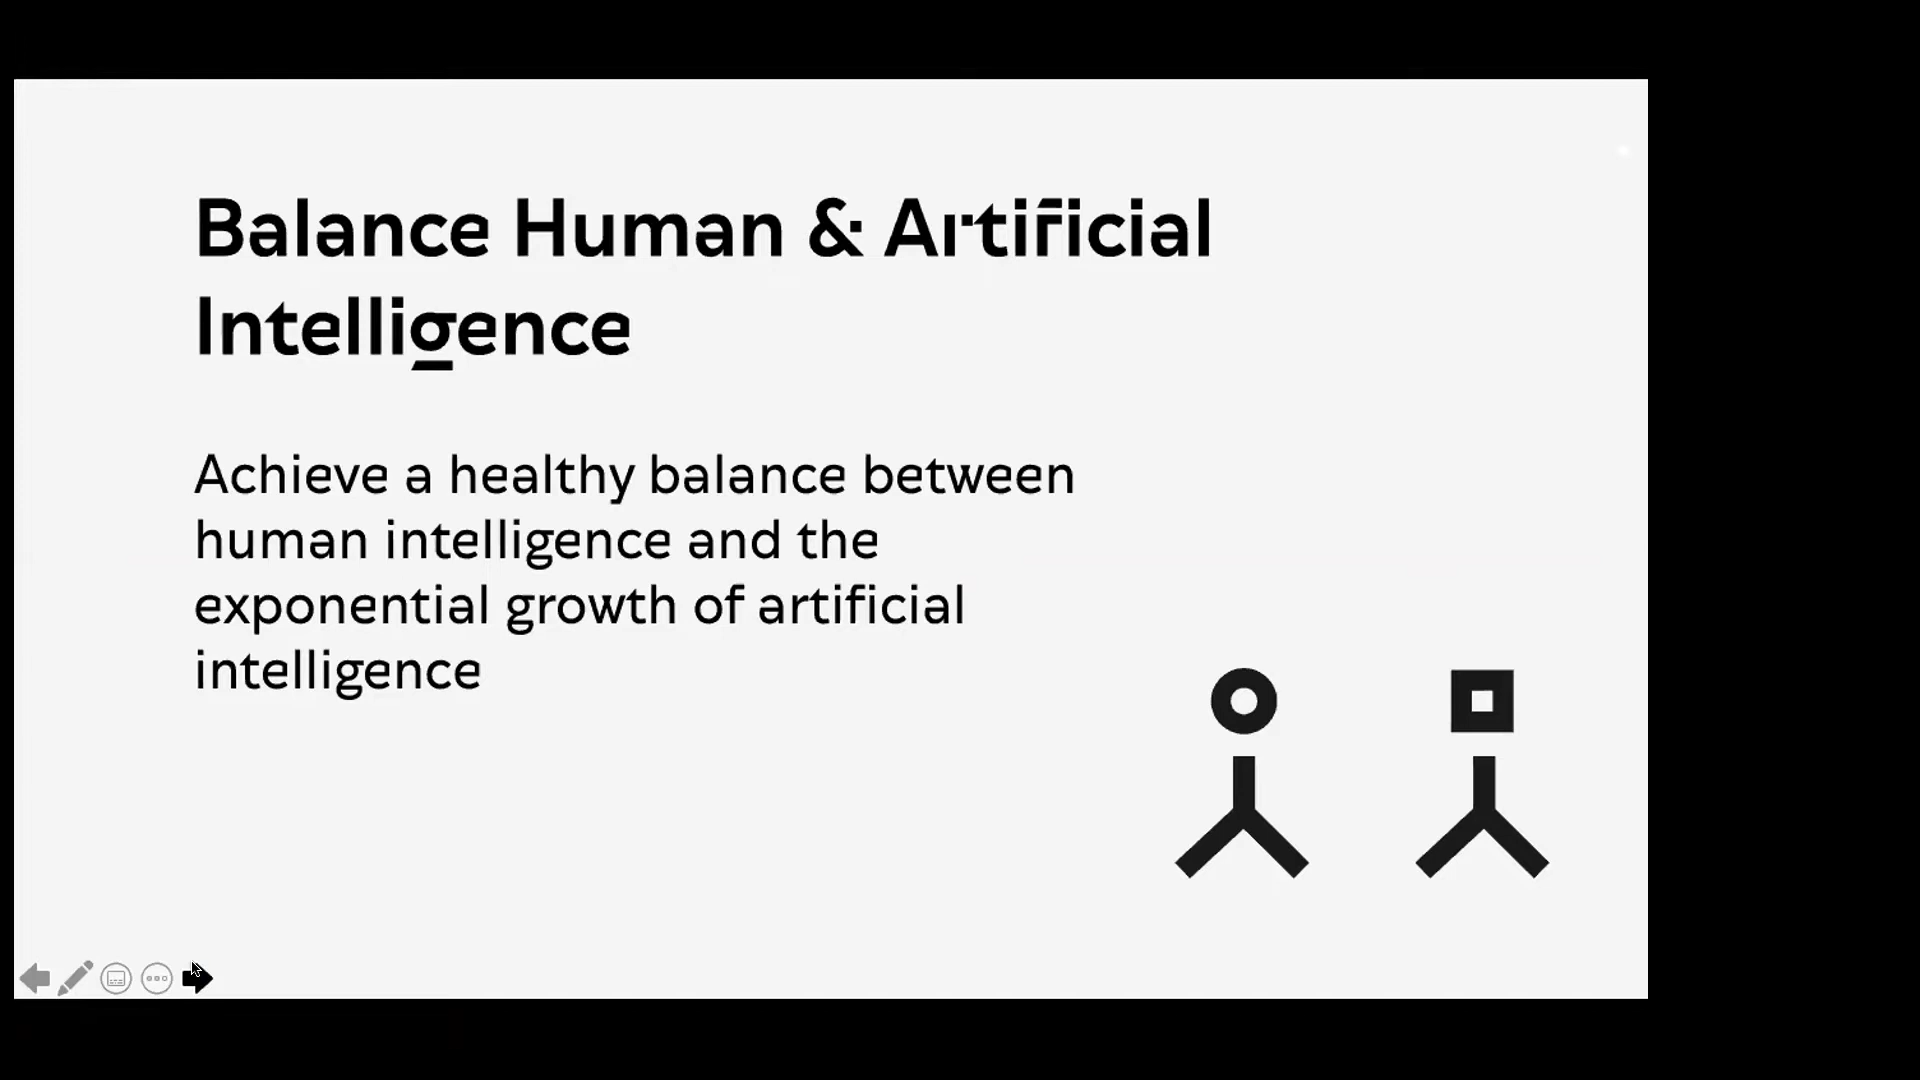 Balance Human & Artificial
Intelligence
Achieve a healthy balance between
human intelligence and the
exponential growth of artificial
intelligence